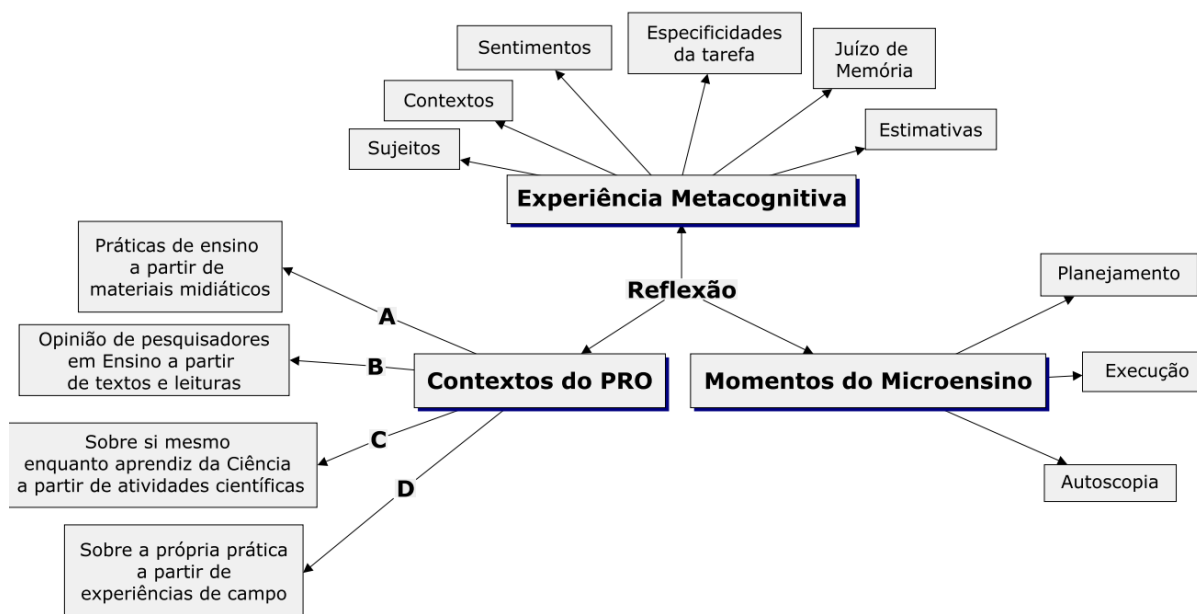 Sentimentos
Especificidades
da tarefa
Juízo de
Memória
Contextos
Estimativas
Sujeitos
Experiência Metacognitiva
Práticas de ensino
a partir de
materiais midiáticos
Reflexão
Planejamento
A
Opinião de pesquisadores
em Ensino a partir
de textos e leituras
B
Contextos do PRO
Momentos do Microensino
Execução
Sobre si mesmo
enquanto aprendiz da Ciência
a partir de atividades científicas
C
D
Autoscopia
Sobre a própria prática
a partir de
experiências de campo